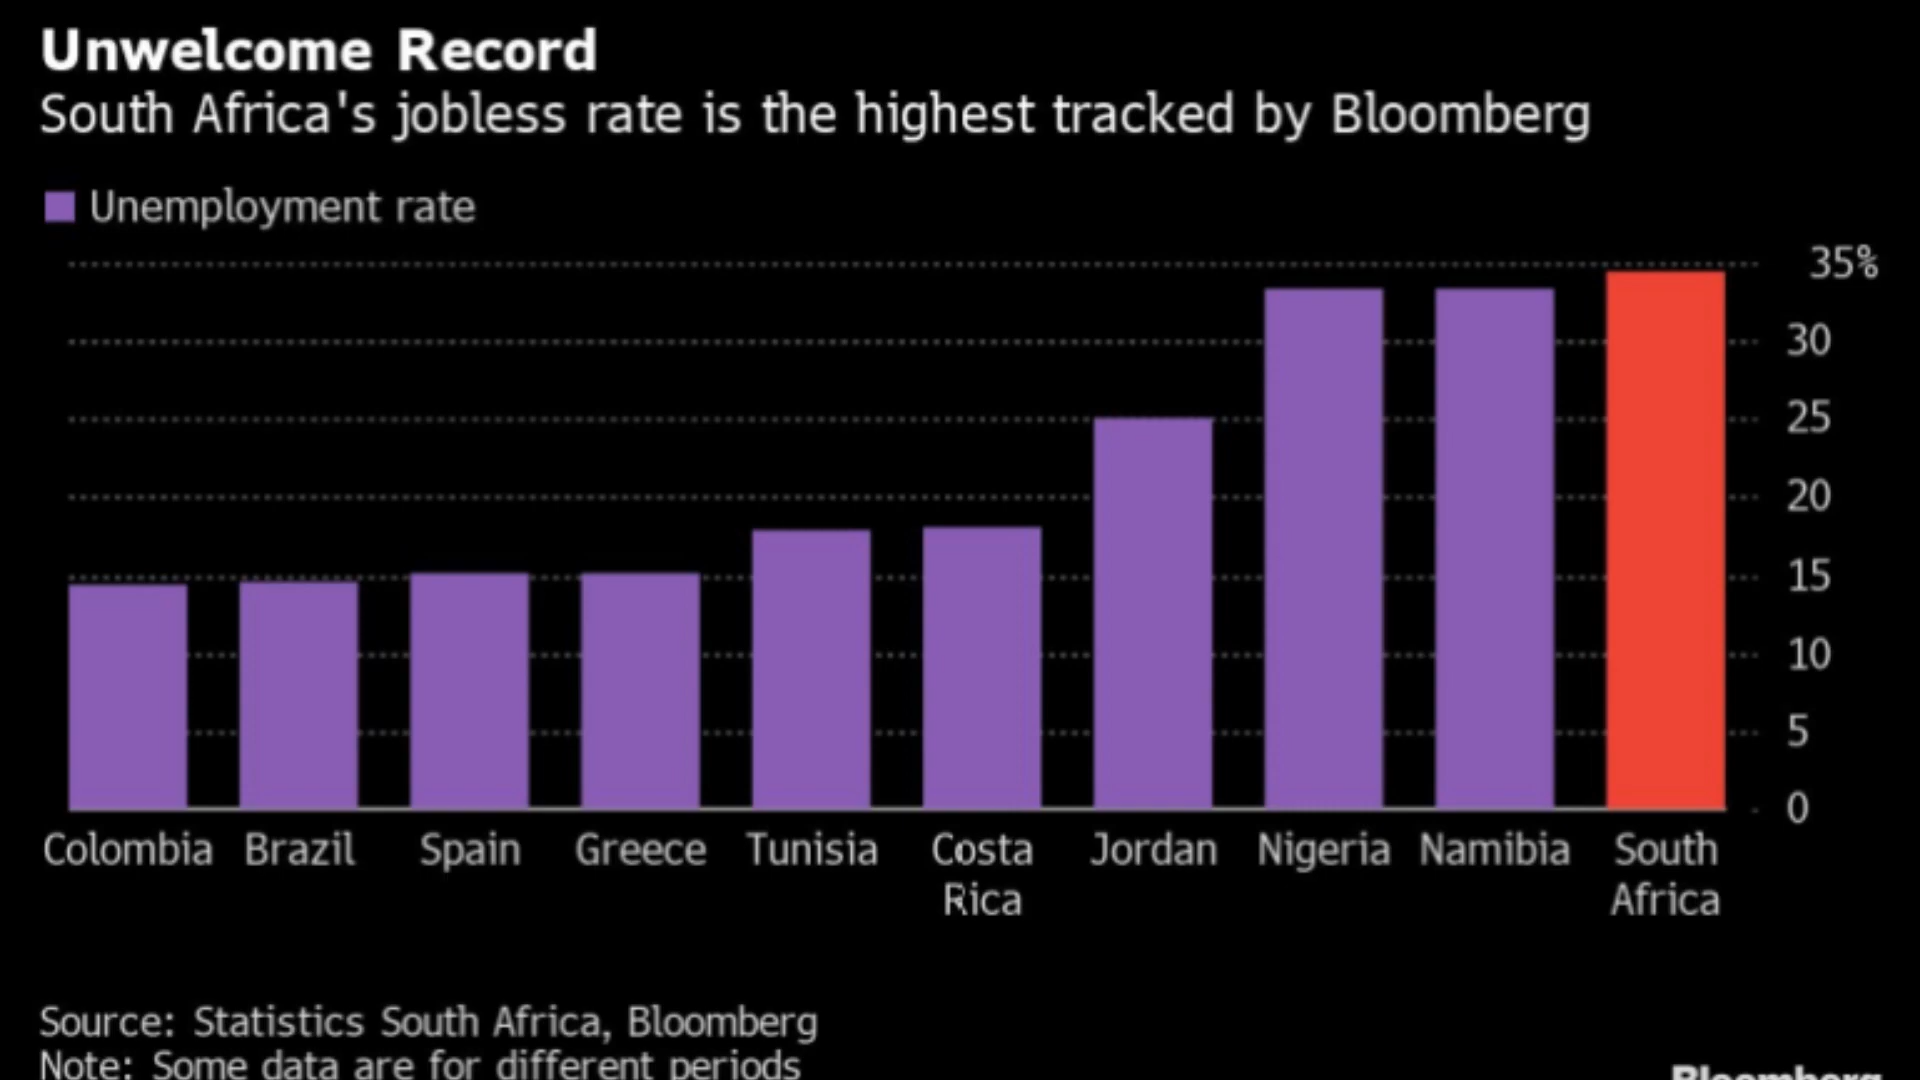 Unwelcome Record
South Africa's jobless rate is the highest tracked by Bloomberg
Unemployment rate
35%
30
25
20
15
10
5
0
Colombia Brazil Spain Greece Tunisia Costa Rica Jordan Nigeria Namibia South Africa
Source: Statistics South Africa, Bloomberg
Note: Some data are for different periods
Bloomberg